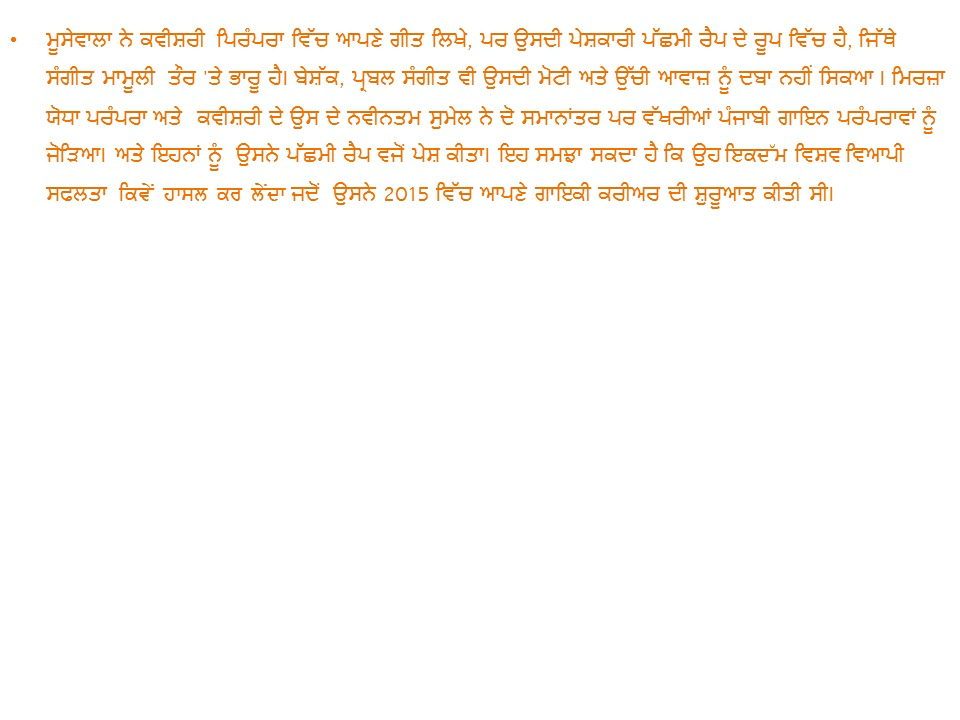 • ਮੂਸੇਵਾਲਾ ਨੇ ਕਵੀਸ਼ਰੀ ਪਿਰੰਪਰਾ ਵਿੱਚ ਆਪਣੇ ਗੀਤ ਲਿਖੇ, ਪਰ ਉਸਦੀ ਪੇਸ਼ਕਾਰੀ ਪੱਛਮੀ ਰੈਪ ਦੇ ਰੂਪ ਵਿੱਚ ਹੈ, ਜਿੱਥੇ
ਸੰਗੀਤ ਮਾਮੂਲੀ ਤੌਰ 'ਤੇ ਭਾਰੂ ਹੈ। ਬੇਸ਼ੱਕ, ਪ੍ਰਬਲ ਸੰਗੀਤ ਵੀ ਉਸਦੀ ਮੋਟੀ ਅਤੇ ਉੱਚੀ ਆਵਾਜ਼ ਨੂੰ ਦਬਾ ਨਹੀਂ ਸਿਕਆ । ਮਿਰਜ਼ਾ
ਯੋਧਾ ਪਰੰਪਰਾ ਅਤੇ ਕਵੀਸ਼ਰੀ ਦੇ ਉਸ ਦੇ ਨਵੀਨਤਮ ਸੁਮੇਲ ਨੇ ਦੋ ਸਮਾਨਾਂਤਰ ਪਰ ਵੱਖਰੀਆਂ ਪੰਜਾਬੀ ਗਾਇਨ ਪਰੰਪਰਾਵਾਂ ਨੂੰ
ਜੋੜਿਆ। ਅਤੇ ਇਹਨਾਂ ਨੂੰ ਉਸਨੇ ਪੱਛਮੀ ਰੈਪ ਵਜੋਂ ਪੇਸ਼ ਕੀਤਾ। ਇਹ ਸਮਝਾ ਸਕਦਾ ਹੈ ਕਿ ਉਹ ਇਕਦੱਮ ਵਿਸ਼ਵ ਵਿਆਪੀ
ਸਫਲਤਾ ਕਿਵੇਂ ਹਾਸਲ ਕਰ ਲੇਂਦਾ ਜਦੋਂ ਉਸਨੇ 2015 ਵਿੱਚ ਆਪਣੇ ਗਾਇਕੀ ਕਰੀਅਰ ਦੀ ਸ਼ੁਰੂਆਤ ਕੀਤੀ ਸੀ।